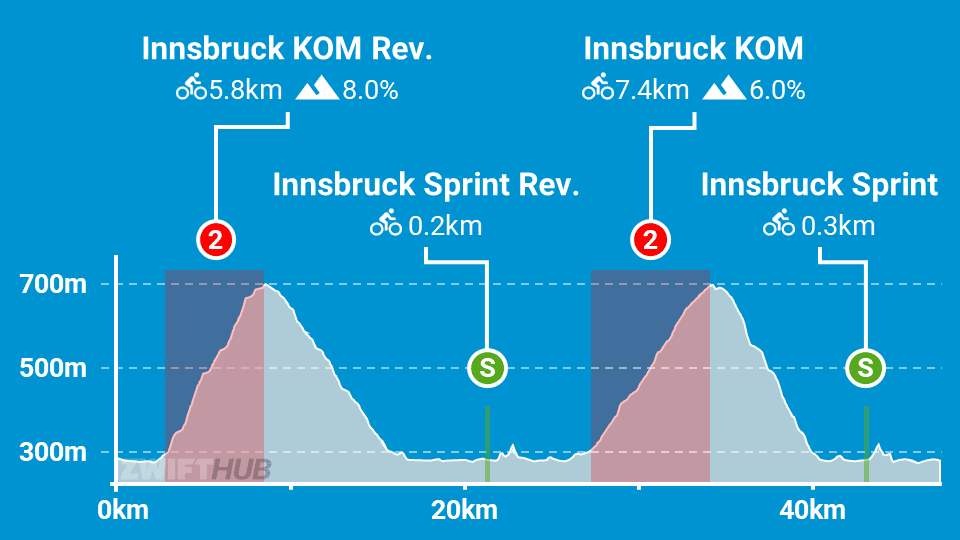 Innsbruck KOM Rev.
5.8km 8.0%
Innsbruck KOM
7.4km 6.0%
Innsbruck Sprint Rev.
0.2km
Innsbruck Sprint
0.3km
2
2
700m
500m
S
S
300m
ZWIFTHUB
0km
20km
40km